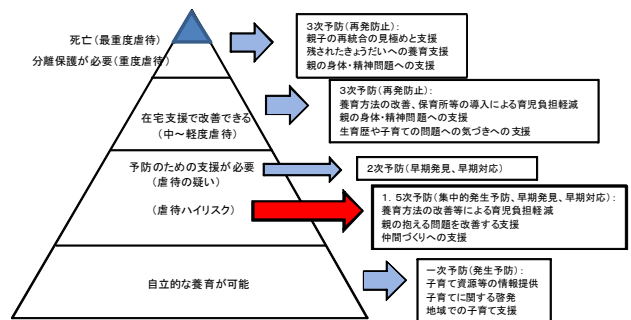 死亡（最重度虐待）
分離保護が必要（重度虐待）
3次予防（再発防止）：
親子の再統合の見極めと支援
残されたきょうだいへの養育支援
親の身体・精神問題への支援
在宅支援で改善できる
（中～軽度虐待）
3次予防（再発防止）：
養育方法の改善、保育所等の導入による育児負担軽減
親の身体・精神問題への支援
生育歴や子育ての問題への気づきへの支援
予防のための支援が必要
（虐待の疑い）
2次予防（早期発見、早期対応）
（虐待ハイリスク）
1．5次予防（集中的発生予防、早期発見、早期対応）：
養育方法の改善等による育児負担軽減
親の抱える問題を改善する支援
仲間づくりへの支援
自立的な養育が可能
一次予防（発生予防）：
子育て資源等の情報提供
子育てに関する啓発
地域での子育て支援